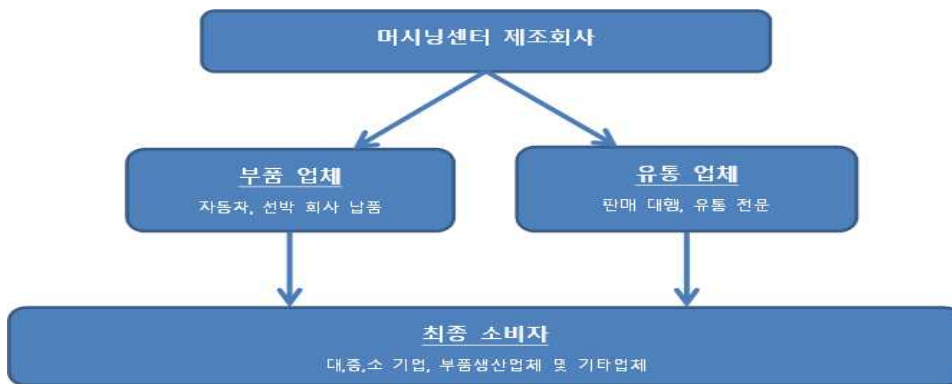 머시닝센터 제조회사
부품 업체
자동차, 선박 회사 납품
유통 업체
판매 대행, 유통 전문
최종 소비자
대,중,소 기업, 부품생산업체 및 기타업체